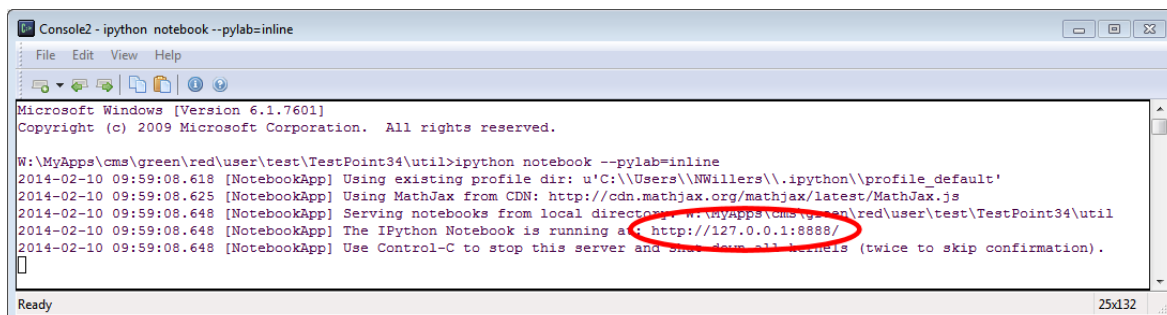 Console2 - ipython notebook --pylab=inline
File Edit View Help
Microsoft Windows [Version 6.1.7601]
Copyright (c) 2009 Microsoft Corporation. All rights reserved.
W:\MyApps\cms\green\red\user\test\TestPoint34\util>ipython notebook --pylab=inline
2014-02-10 09:59:08.618 [NotebookApp] Using existing profile dir: u'C:\\Users\\NWillers\\.ipython\\profile_default'
2014-02-10 09:59:08.625 [NotebookApp] Using MathJax from CDN: http://cdn.mathjax.org/mathjax/latest/MathJax.js
2014-02-10 09:59:08.648 [NotebookApp] Serving notebooks from local directory: W:\MyApps\cms\green\red\user\test\TestPoint34\util
2014-02-10 09:59:08.648 [NotebookApp] The IPython Notebook is running at: http://127.0.0.1:8888/
2014-02-10 09:59:08.648 [NotebookApp] Use Control-C to stop this server and shut down all kernels (twice to skip confirmation).
Ready 25x132